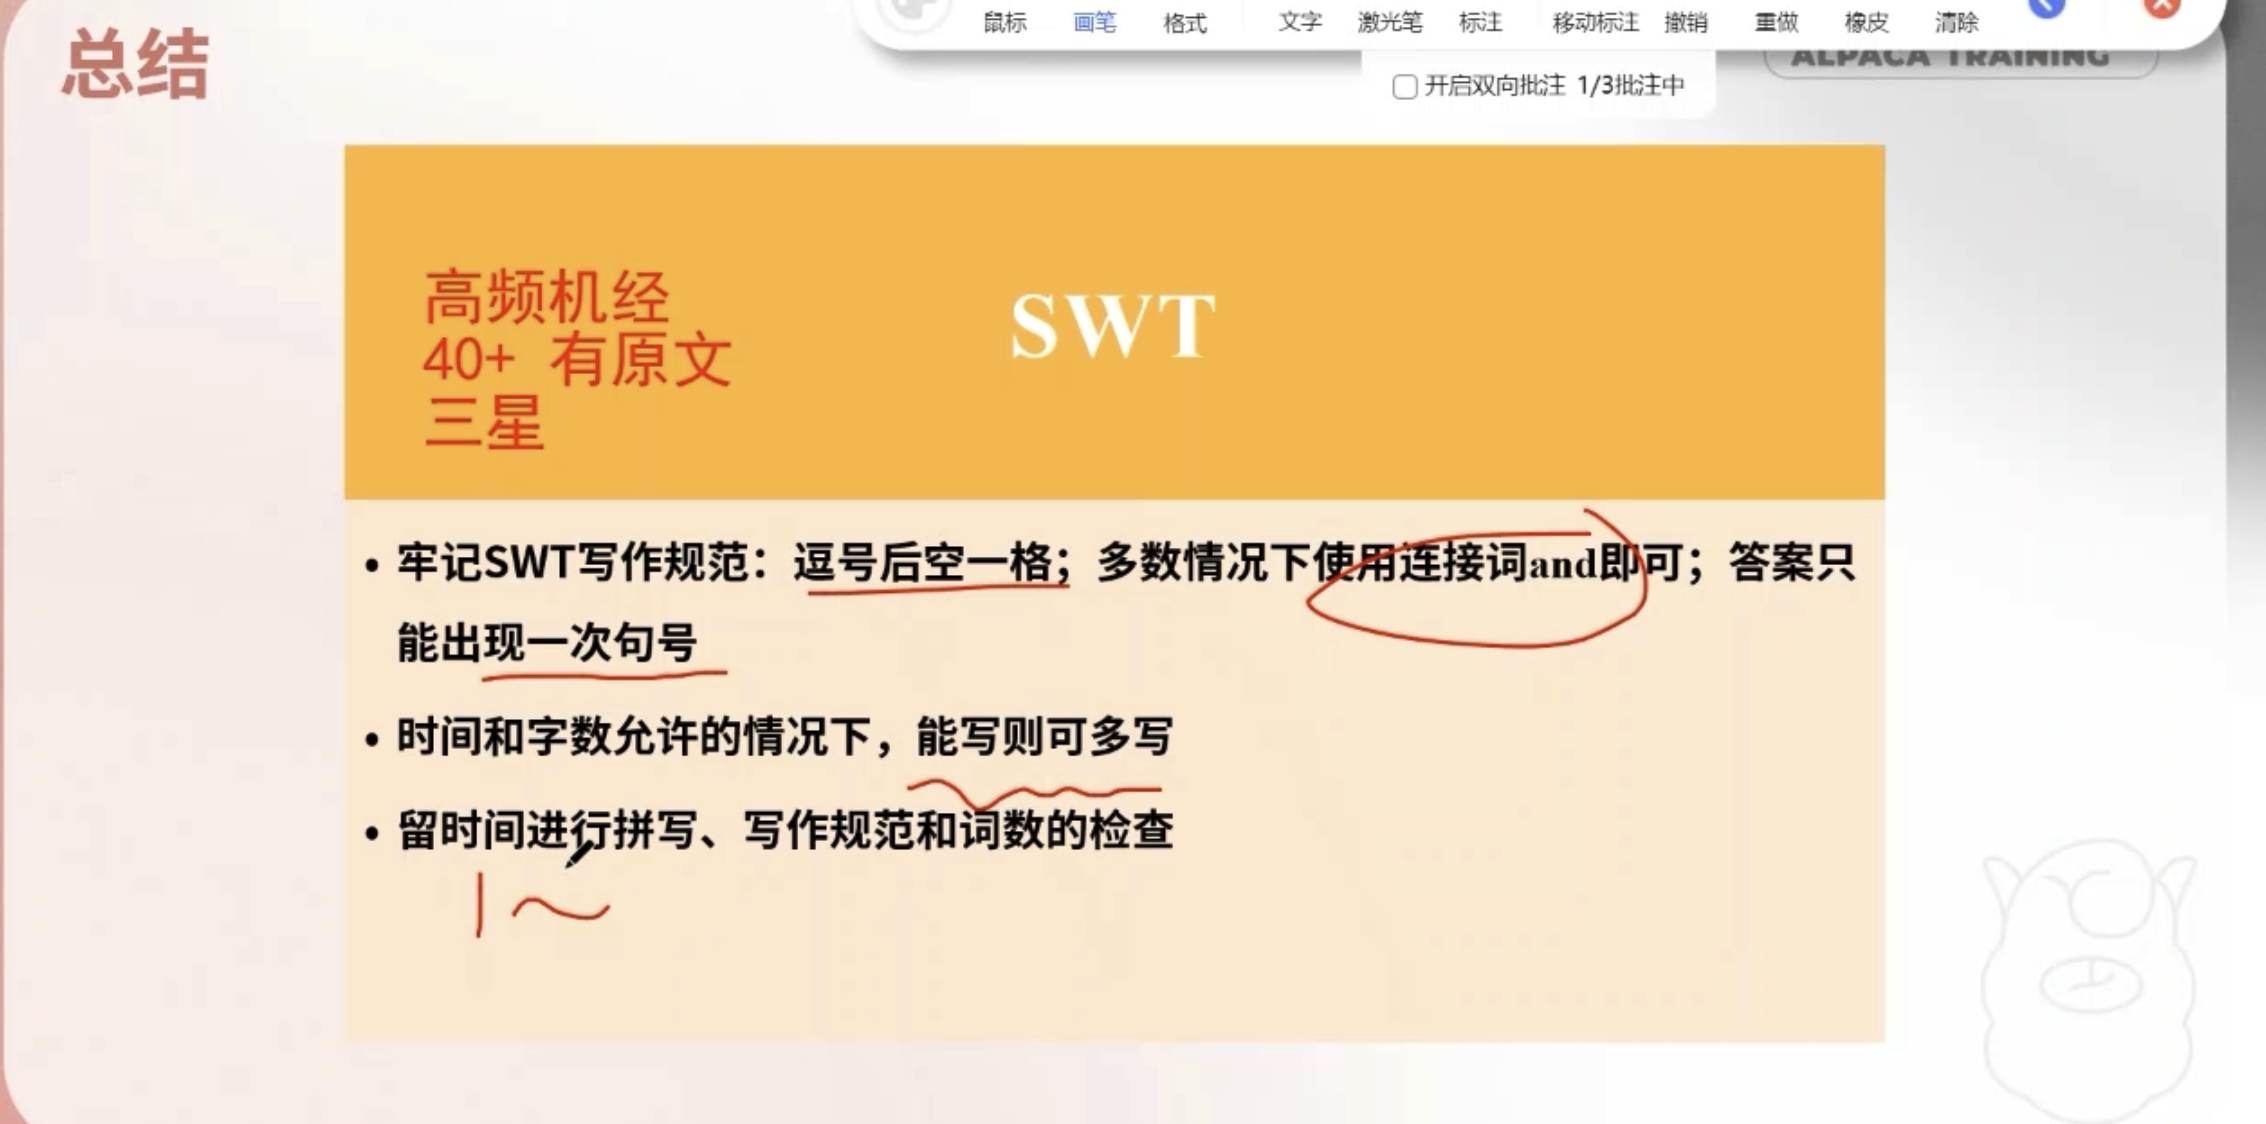 鼠标 画笔 格式 文字 激光笔 标注 移动标注 撤销 重做 橡皮 清除
总结
ALPACA TRAINING
开启双向批注 1/3批注中
高频机经
40+ 有原文
三星
SWT
• 牢记SWT写作规范：逗号后空一格；多数情况下使用连接词and即可；答案只
能出现一次句号
• 时间和字数允许的情况下，能写则可多写
• 留时间进行拼写、写作规范和词数的检查
1~